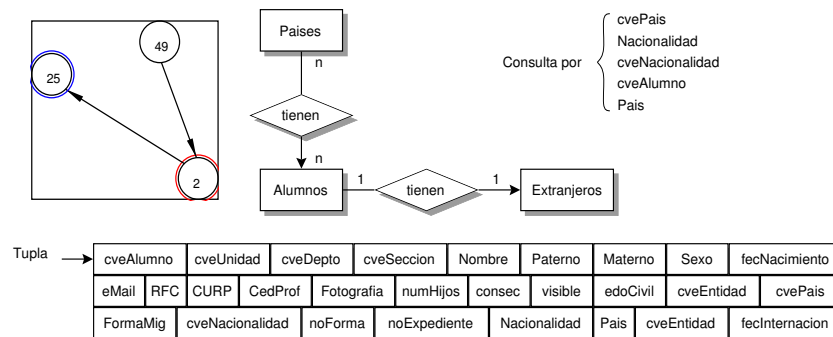 25
49
2
Paises
n
tienen
n
Alumnos
1
tienen
1
Extranjeros
Consulta por
cvePais
Nacionalidad
cveNacionalidad
cveAlumno
Pais
Tupla
cveAlumno cveUnidad cveDepto cveSeccion Nombre Paterno Materno Sexo fecNacimiento
eMail RFC CURP CedProf Fotografia numHijos consec visible edoCivil cveEntidad cvePais
FormaMig cveNacionalidad noForma noExpediente Nacionalidad Pais cveEntidad fecInternacion